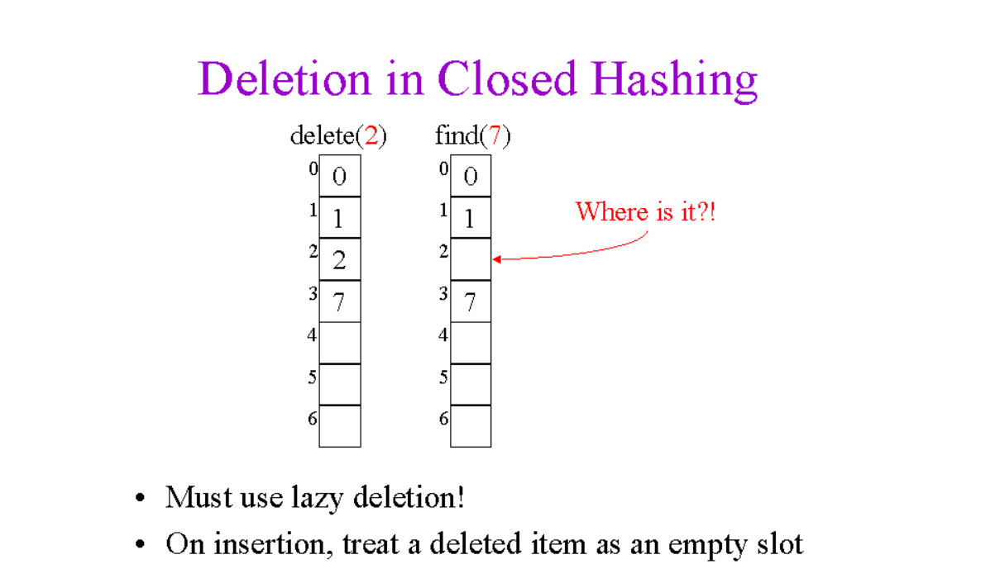 Deletion in Closed Hashing
delete(2) find(7)
0 0 0 0
1 1 1 1 Where is it?!
2 2 2
3 7 3 7
4 4
5 5
6 6
• Must use lazy deletion!
• On insertion, treat a deleted item as an empty slot